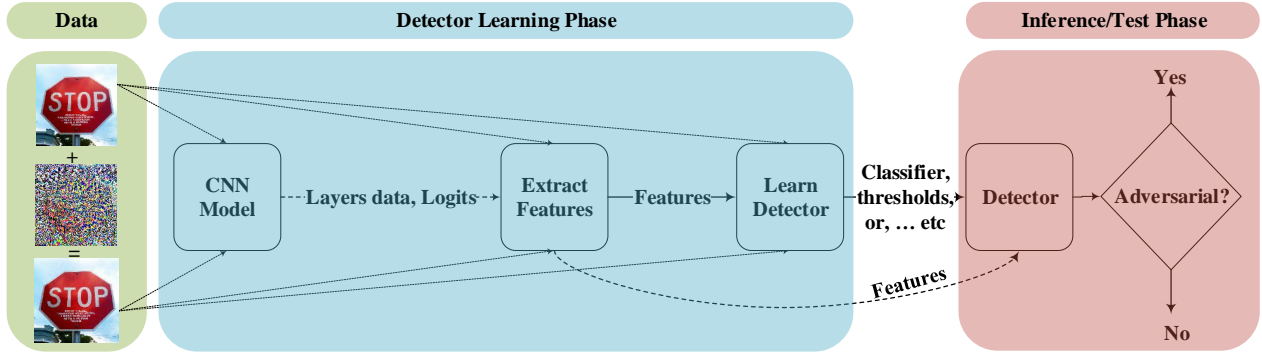 Data
Detector Learning Phase
Inference/Test Phase
STOP
+
=
STOP
CNN
Model
Layers data, Logits
Extract
Features
Features
Learn
Detector
Classifier,
thresholds,
or, … etc
Features
Detector
Adversarial?
Yes
No